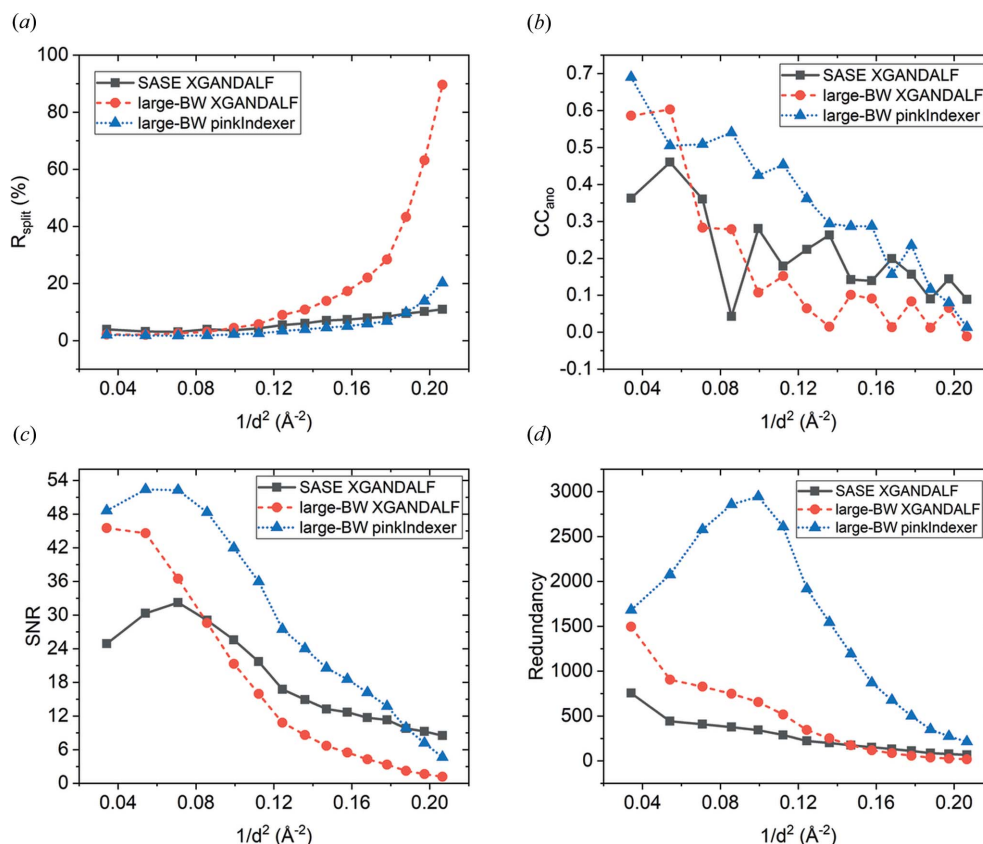 (a)
100
80
60
40
20
0
R_split (%)
SASE XGANDALF
large-BW XGANDALF
large-BW pinkIndexer
0.04 0.08 0.12 0.16 0.20
1/d² (Å⁻²)
(b)
0.7
0.6
0.5
0.4
0.3
0.2
0.1
0.0
-0.1
CC_ano
SASE XGANDALF
large-BW XGANDALF
large-BW pinkIndexer
0.04 0.08 0.12 0.16 0.20
1/d² (Å⁻²)
(c)
54
48
42
36
30
24
18
12
6
0
SNR
SASE XGANDALF
large-BW XGANDALF
large-BW pinkIndexer
0.04 0.08 0.12 0.16 0.20
1/d² (Å⁻²)
(d)
3000
2500
2000
1500
1000
500
0
Redundancy
SASE XGANDALF
large-BW XGANDALF
large-BW pinkIndexer
0.04 0.08 0.12 0.16 0.20
1/d² (Å⁻²)